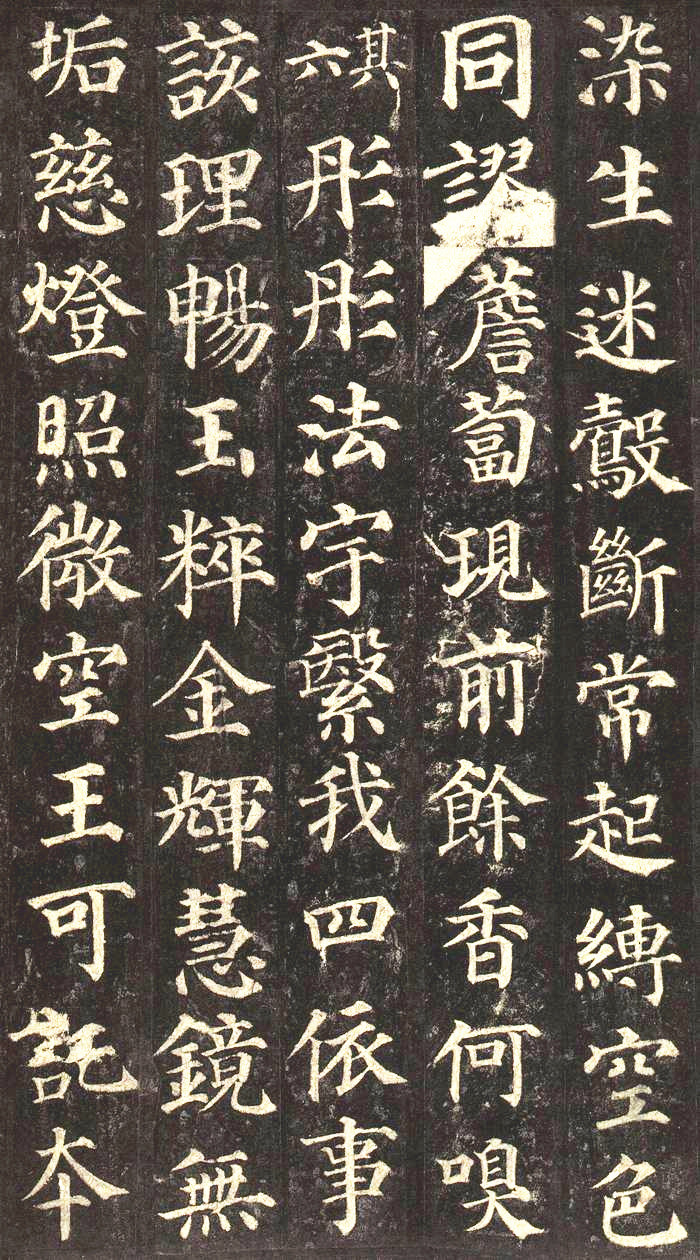 染生迷㲉斷常起縛空色
同謬薝蔔現前餘香何嗅
其六彤彤法宇繄我四依事
該理暢玉粹金輝慧鏡無
垢慈燈照微空王可託本